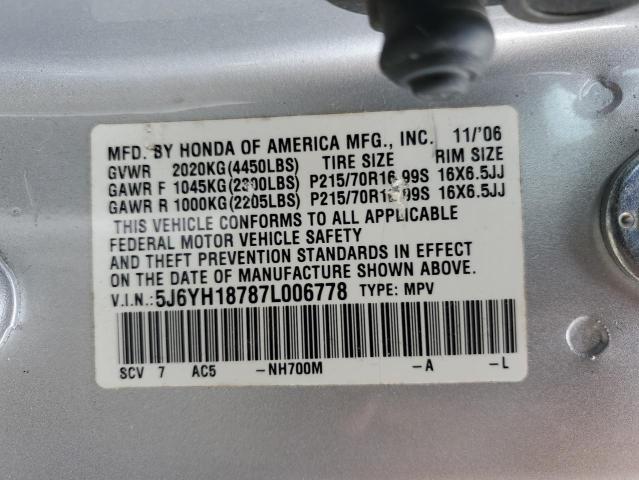 MFD. BY HONDA OF AMERICA MFG., INC. 11/'06
GVWR 2020KG(4450LBS) TIRE SIZE RIM SIZE
GAWR F 1045KG(2300LBS) P215/70R16 99S 16X6.5JJ
GAWR R 1000KG(2205LBS) P215/70R16 99S 16X6.5JJ
THIS VEHICLE CONFORMS TO ALL APPLICABLE
FEDERAL MOTOR VEHICLE SAFETY
AND THEFT PREVENTION STANDARDS IN EFFECT
ON THE DATE OF MANUFACTURE SHOWN ABOVE.
V.I.N.:5J6YH18787L006778 TYPE: MPV
SCV 7 AC5 -NH700M -A -L